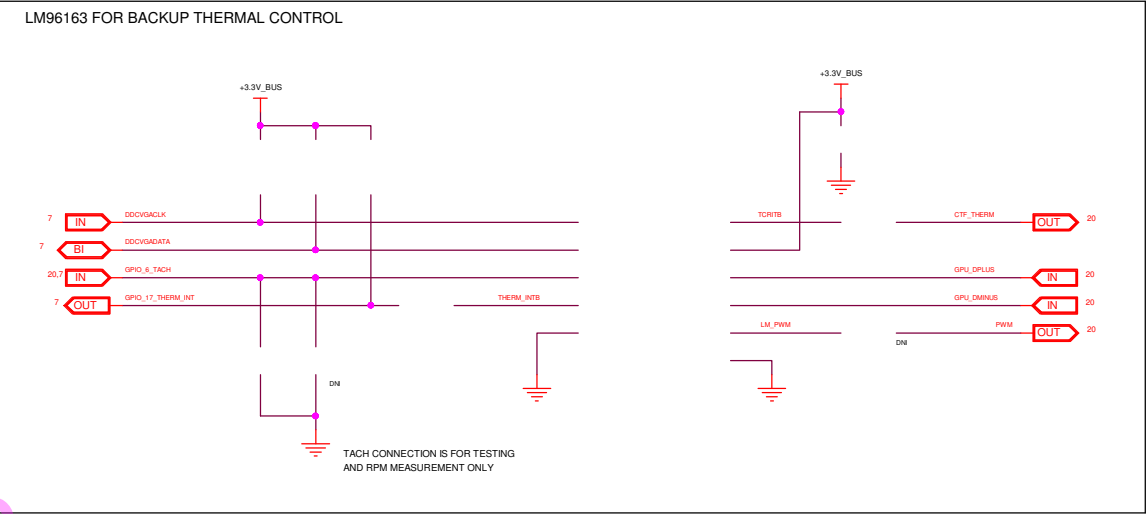 LM96163 FOR BACKUP THERMAL CONTROL
+3.3V_BUS
+3.3V_BUS
7 IN DDCVGACLK
TCRITB CTF_THERM OUT 20
7 BI DDCVGADATA
20,7 IN GPIO_6_TACH
GPU_DPLUS IN 20
7 OUT GPIO_17_THERM_INT THERM_INTB
GPU_DMINUS IN 20
LM_PWM PWM OUT 20
DNI
DNI
TACH CONNECTION IS FOR TESTING
AND RPM MEASUREMENT ONLY